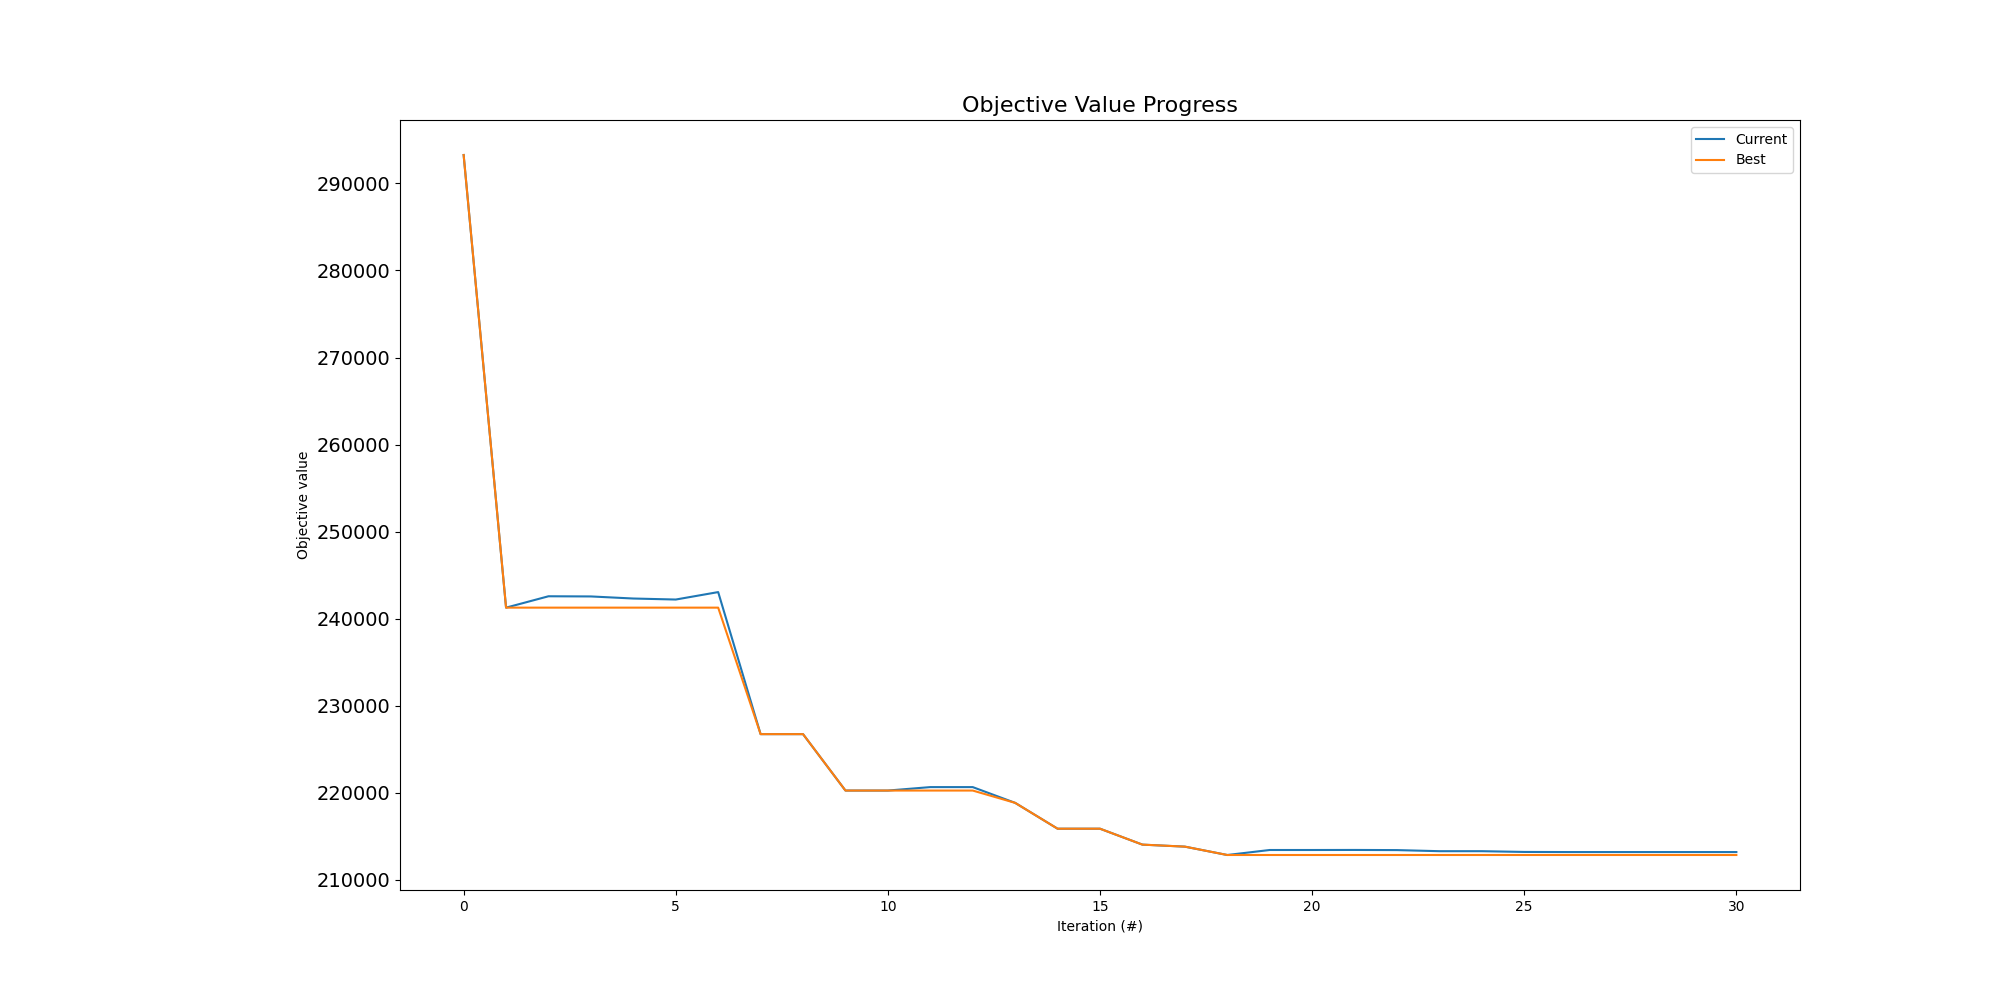 Objective Value Progress
Current
Best
290000
280000
270000
260000
250000
240000
230000
220000
210000
Objective value
0 5 10 15 20 25 30
Iteration (#)